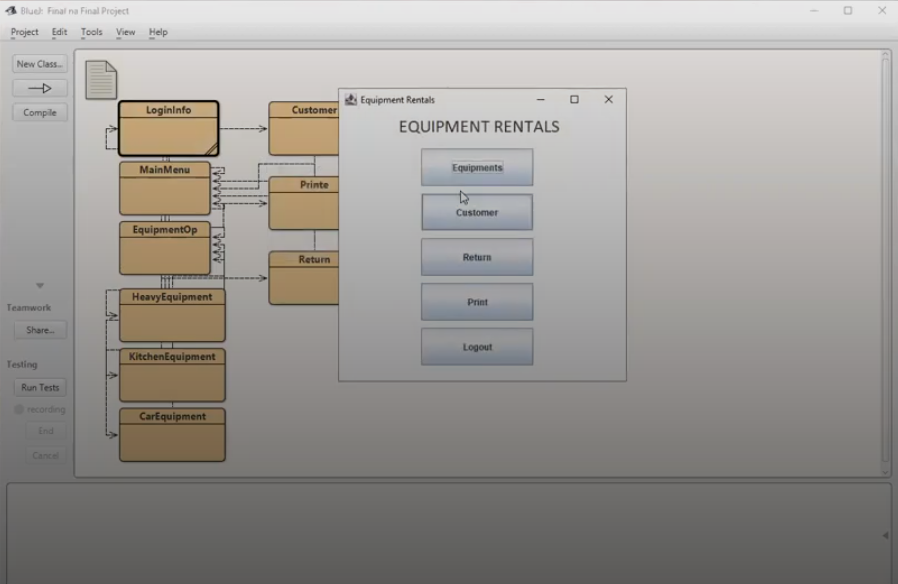 BlueJ: Final na Final Project
Project Edit Tools View Help
New Class...
Compile
Teamwork
Share...
Testing
Run Tests
recording
End
Cancel
LoginInfo
MainMenu
EquipmentOp
HeavyEquipment
KitchenEquipment
CarEquipment
Customer
Printe
Return
Equipment Rentals
EQUIPMENT RENTALS
Equipments
Customer
Return
Print
Logout